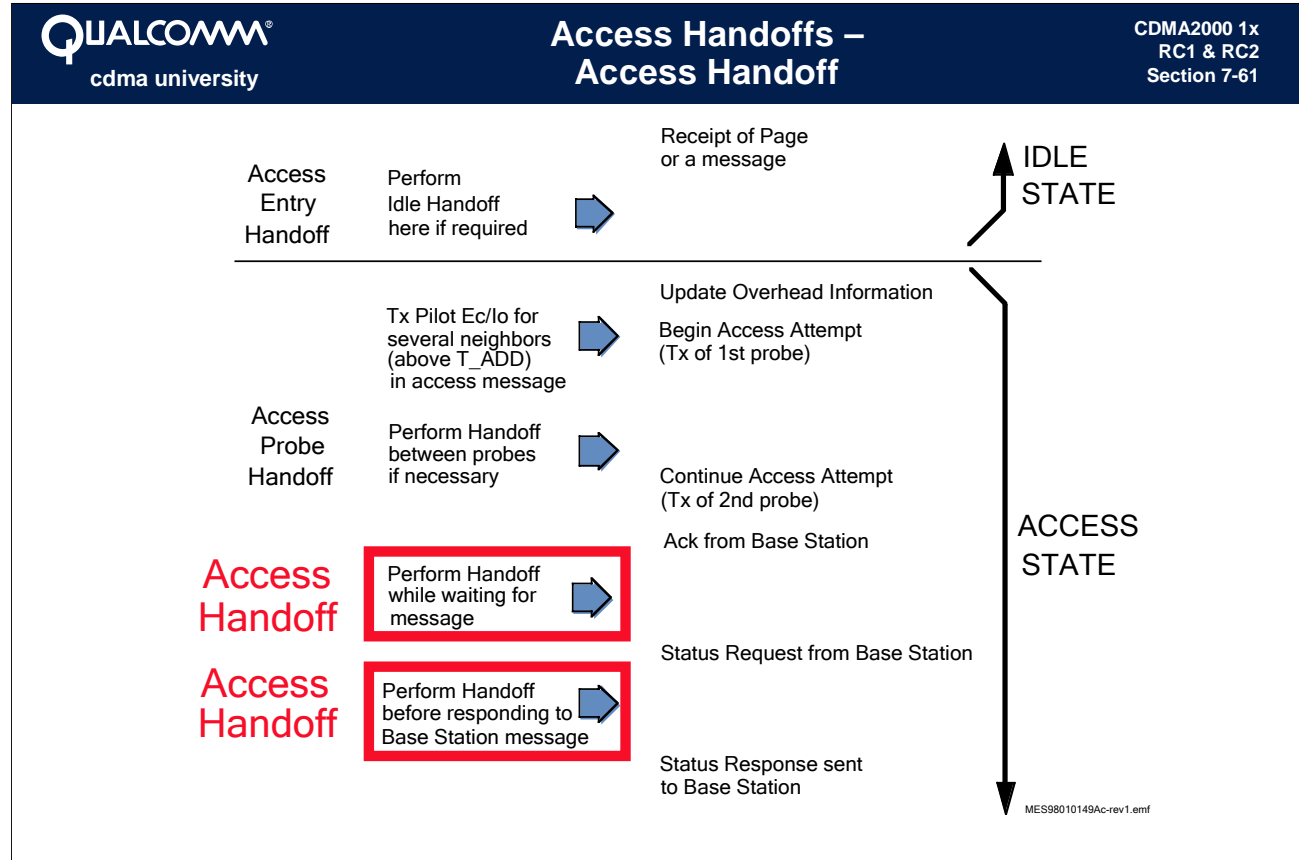 QUALCOMM®
cdma university
Access Handoffs –
Access Handoff
CDMA2000 1x
RC1 & RC2
Section 7-61
Access
Entry
Handoff
Perform
Idle Handoff
here if required
Receipt of Page
or a message
IDLE
STATE
Update Overhead Information
Tx Pilot Ec/Io for
several neighbors
(above T_ADD)
in access message
Begin Access Attempt
(Tx of 1st probe)
Access
Probe
Handoff
Perform Handoff
between probes
if necessary
Continue Access Attempt
(Tx of 2nd probe)
Ack from Base Station
ACCESS
STATE
Access
Handoff
Perform Handoff
while waiting for
message
Status Request from Base Station
Access
Handoff
Perform Handoff
before responding to
Base Station message
Status Response sent
to Base Station
MES98010149Ac-rev1.emf